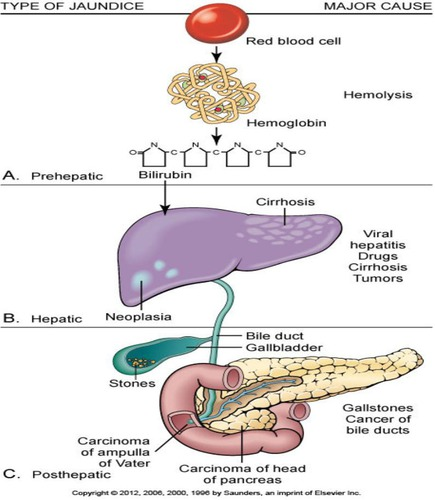 TYPE OF JAUNDICE MAJOR CAUSE
Red blood cell
Hemolysis
Hemoglobin
O N C N C N C N O
A. Prehepatic Bilirubin
Cirrhosis
Viral
hepatitis
Drugs
Cirrhosis
Tumors
B. Hepatic Neoplasia
Bile duct
Gallbladder
Stones
Gallstones
Cancer of
bile ducts
Carcinoma
of ampulla
of Vater
Carcinoma of head
of pancreas
C. Posthepatic
Copyright © 2012, 2006, 2000, 1996 by Saunders, an imprint of Elsevier Inc.